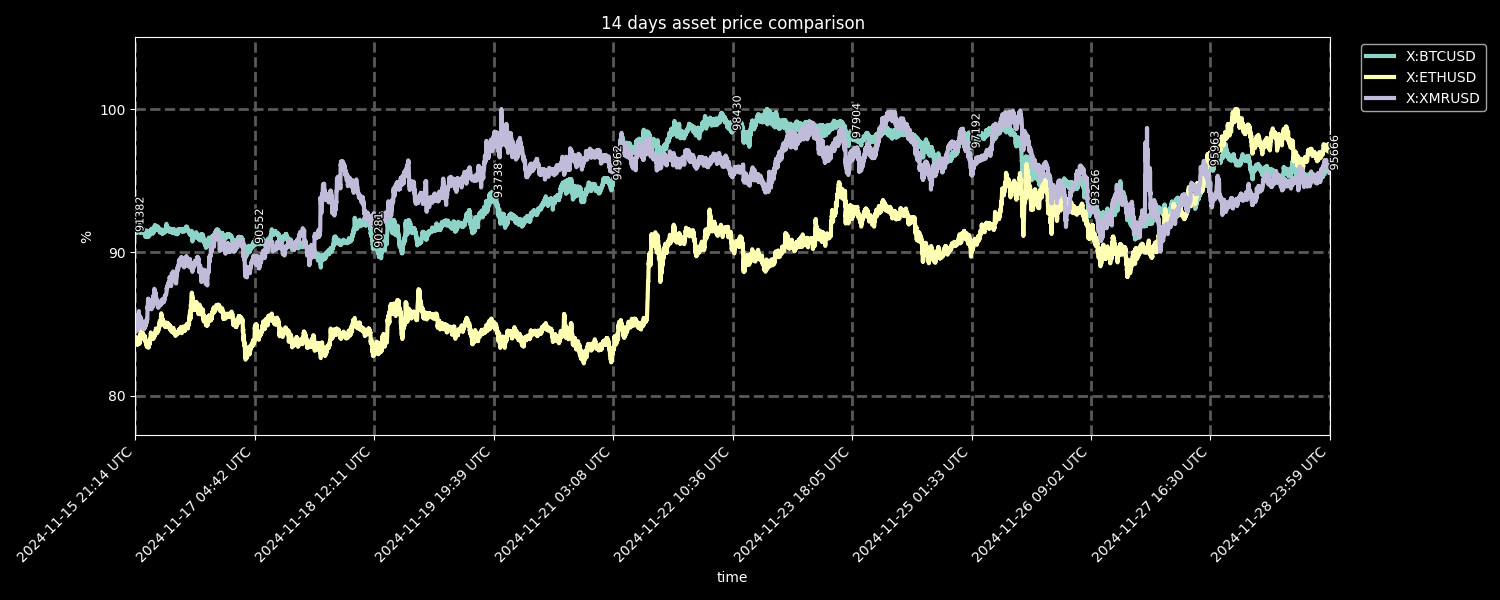 14 days asset price comparison
X:BTCUSD
X:ETHUSD
X:XMRUSD
100
90
80
%
91382
90552
90281
93738
94962
98430
97904
97192
93266
95963
95666
2024-11-15 21:14 UTC
2024-11-17 04:42 UTC
2024-11-18 12:11 UTC
2024-11-19 19:39 UTC
2024-11-21 03:08 UTC
2024-11-22 10:36 UTC
2024-11-23 18:05 UTC
2024-11-25 01:33 UTC
2024-11-26 09:02 UTC
2024-11-27 16:30 UTC
2024-11-28 23:59 UTC
time